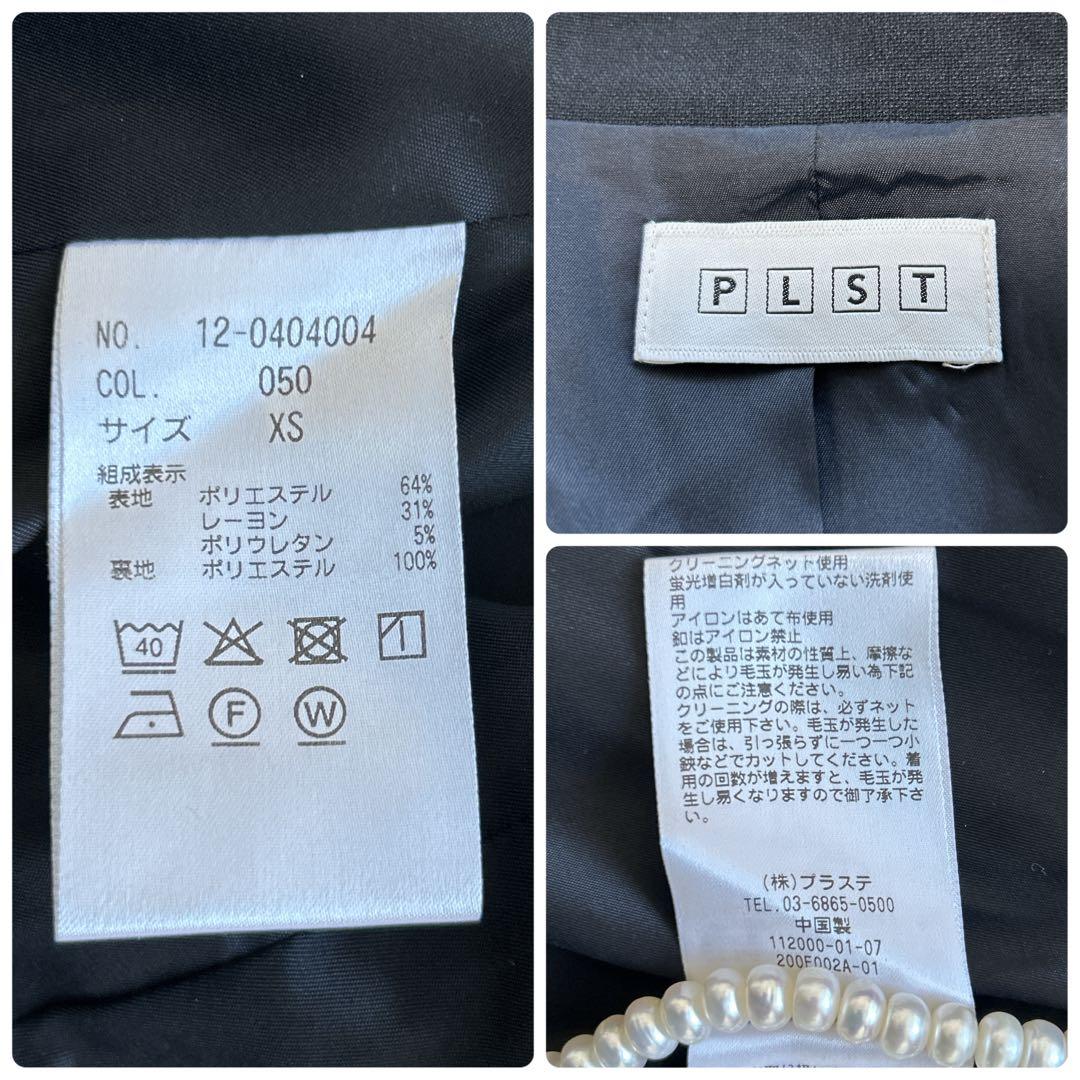 NO. 12-0404004
COL. 050
サイズ XS
組成表示
表地 ポリエステル 64%
レーヨン 31%
ポリウレタン 5%
裏地 ポリエステル 100%
40
F W
P L S T
クリーニングネット使用
蛍光増白剤が入っていない洗剤使
用
アイロンはあて布使用
釦はアイロン禁止
この製品は素材の性質上、摩擦な
どにより毛玉が発生し易い為下記
の点にご注意ください。
クリーニングの際は、必ずネット
をご使用下さい。毛玉が発生した
場合は、引っ張らずに一つ一つ小
鋏などでカットしてください。着
用の回数が増えますと、毛玉が発
生し易くなりますので御了承下さ
い。
(株)プラステ
TEL.03-6865-0500
中国製
112000-01-07
200E002A-01